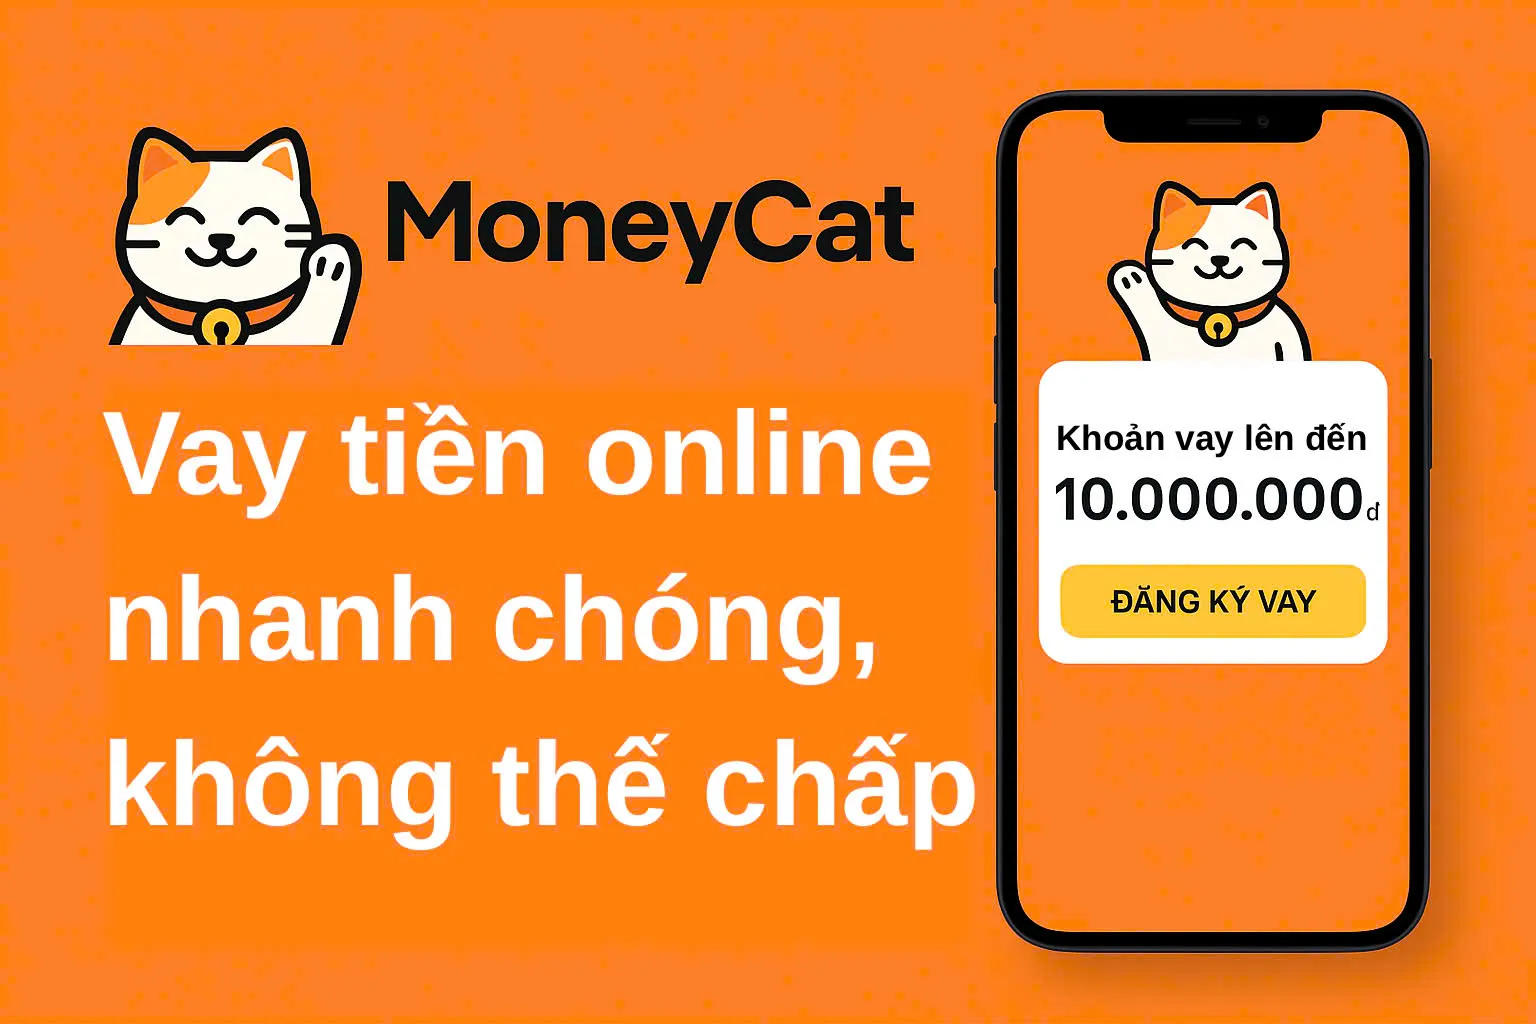 MoneyCat
Vay tiền online
nhanh chóng,
không thế chấp
Khoản vay lên đến
10.000.000đ
ĐĂNG KÝ VAY